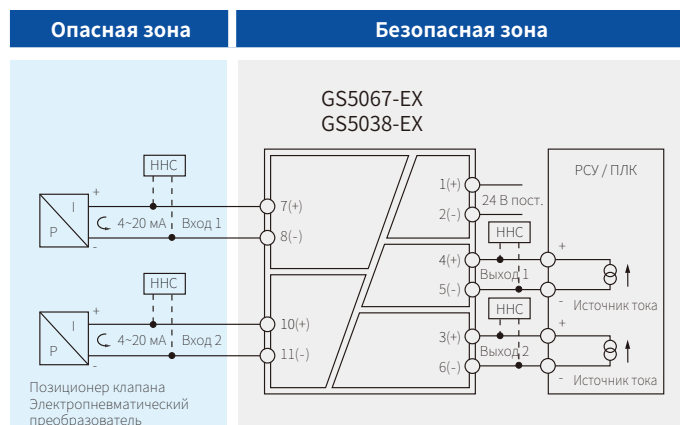 Опасная зона
Безопасная зона
GS5067-EX
GS5038-EX
ННС
+
I
P
-
4~20 мА
Вход 1
7(+)
8(-)
ННС
+
I
P
-
4~20 мА
Вход 2
10(+)
11(-)
Позиционер клапана
Электропневматический
преобразователь
1(+)
24 В пост.
2(-)
ННС
4(+)
Выход 1
5(-)
ННС
3(+)
Выход 2
6(-)
РСУ / ПЛК
+
-
Источник тока
+
-
Источник тока